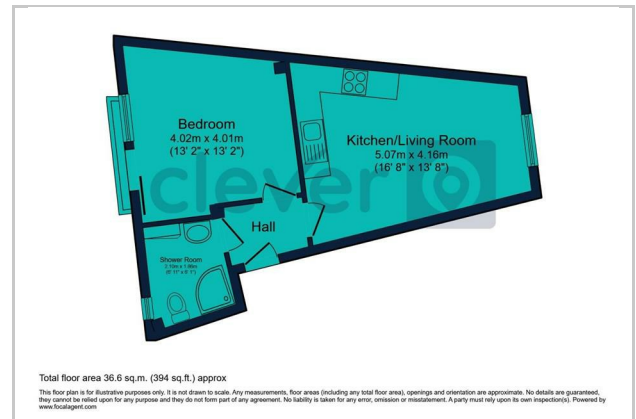 Bedroom
4.02m x 4.01m
(13' 2" x 13' 2")
Kitchen/Living Room
5.07m x 4.16m
(16' 8" x 13' 8")
clever
Hall
Shower Room
Total floor area 36.6 sq.m. (394 sq.ft.) approx
This floor plan is for illustrative purposes only. It is not drawn to scale. Any measurements, floor areas (including any total floor area), openings and orientation are approximate. No details are guaranteed,
they cannot be relied upon for any purpose and they do not form part of any agreement. No liability is taken for any error, omission or misstatement. A party must rely upon its own inspection(s). Powered by
www.focalagent.com